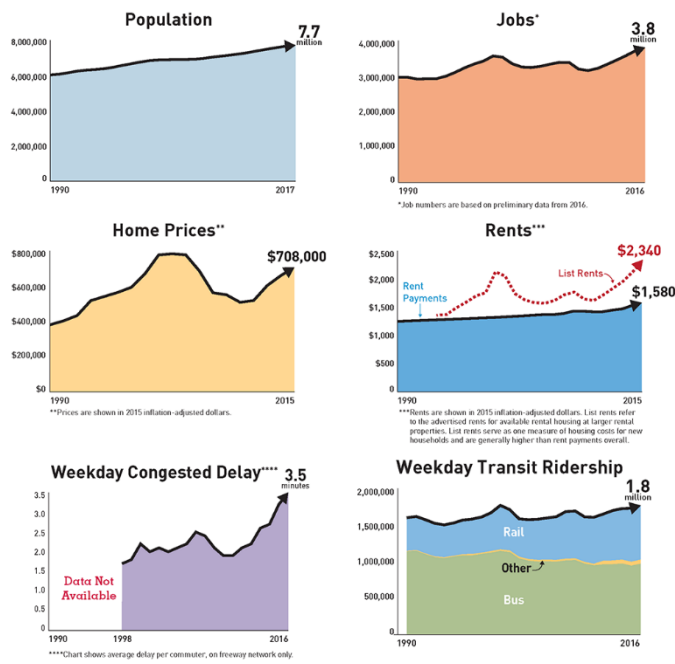 Population
7.7
million
8,000,000
6,000,000
4,000,000
2,000,000
0
1990
2017
Jobs*
3.8
million
4,000,000
3,000,000
2,000,000
1,000,000
0
1990
2016
*Job numbers are based on preliminary data from 2016.
Home Prices**
$708,000
$800,000
$600,000
$400,000
$200,000
$0
1990
2015
**Prices are shown in 2015 inflation-adjusted dollars.
Rents***
$2,340
$2,500
$2,000
$1,500
$1,000
$500
0
List Rents
Rent
Payments
$1,580
1990
2015
***Rents are shown in 2015 inflation-adjusted dollars. List rents refer
to the advertised rents for available rental housing at larger rental
properties. List rents serve as one measure of housing costs for new
households and are generally higher than rent payments overall.
Weekday Congested Delay****
3.5
minutes
3.5
3.0
2.5
2.0
1.5
1.0
0.5
0
Data Not
Available
1990
1998
2016
****Chart shows average delay per commuter, on freeway network only.
Weekday Transit Ridership
1.8
million
2,000,000
1,500,000
1,000,000
500,000
0
Rail
Other
Bus
1990
2016